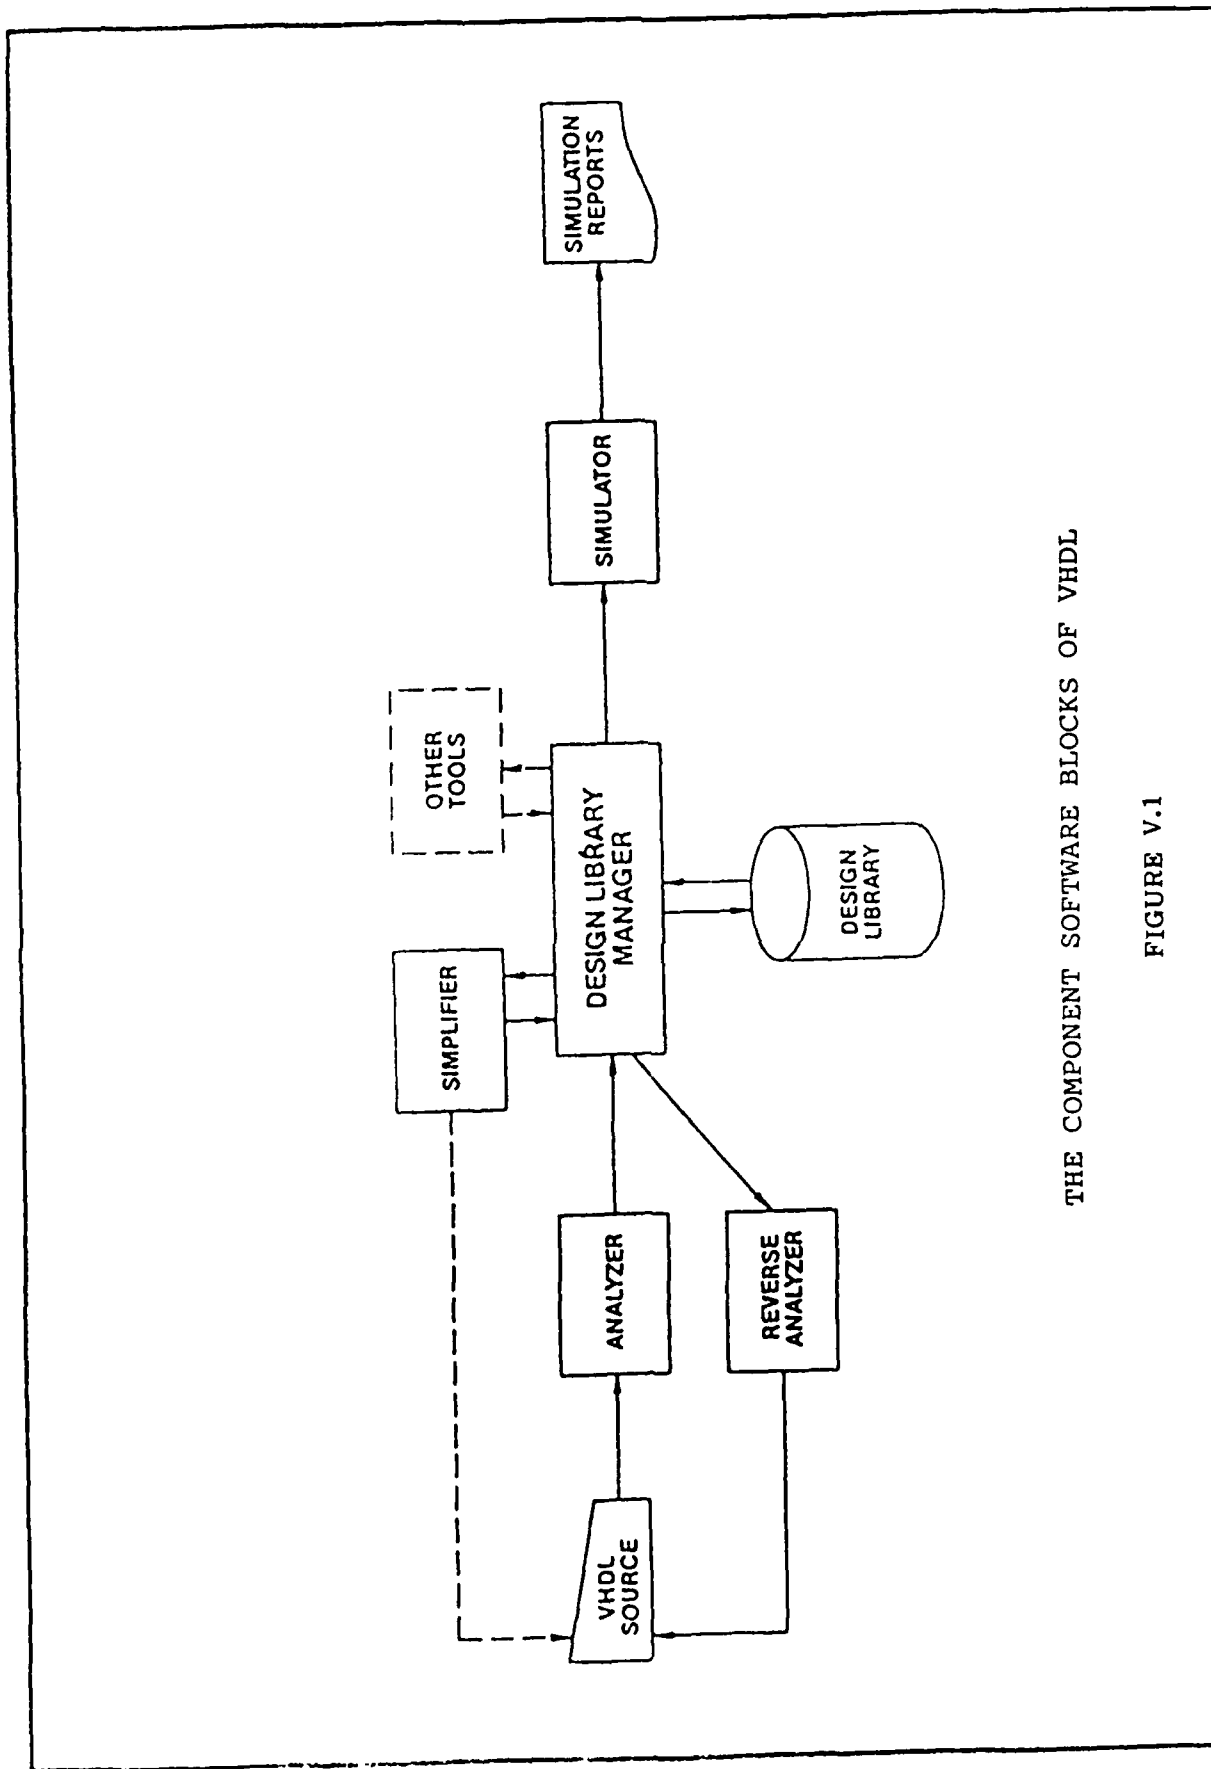 SIMPLIFIER
OTHER
TOOLS
VHDL
SOURCE
ANALYZER
DESIGN LIBRARY
MANAGER
SIMULATOR
SIMULATION
REPORTS
REVERSE
ANALYZER
DESIGN
LIBRARY
THE COMPONENT SOFTWARE BLOCKS OF VHDL
FIGURE V.1